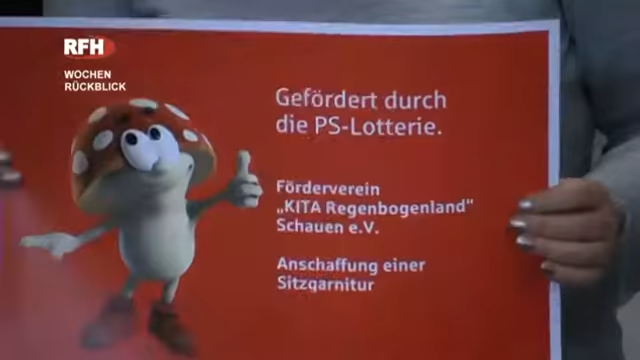 RFH
WOCHEN
RÜCKBLICK
Gefördert durch
die PS-Lotterie.
Förderverein
„KITA Regenbogenland"
Schauen e.V.
Anschaffung einer
Sitzgarnitur